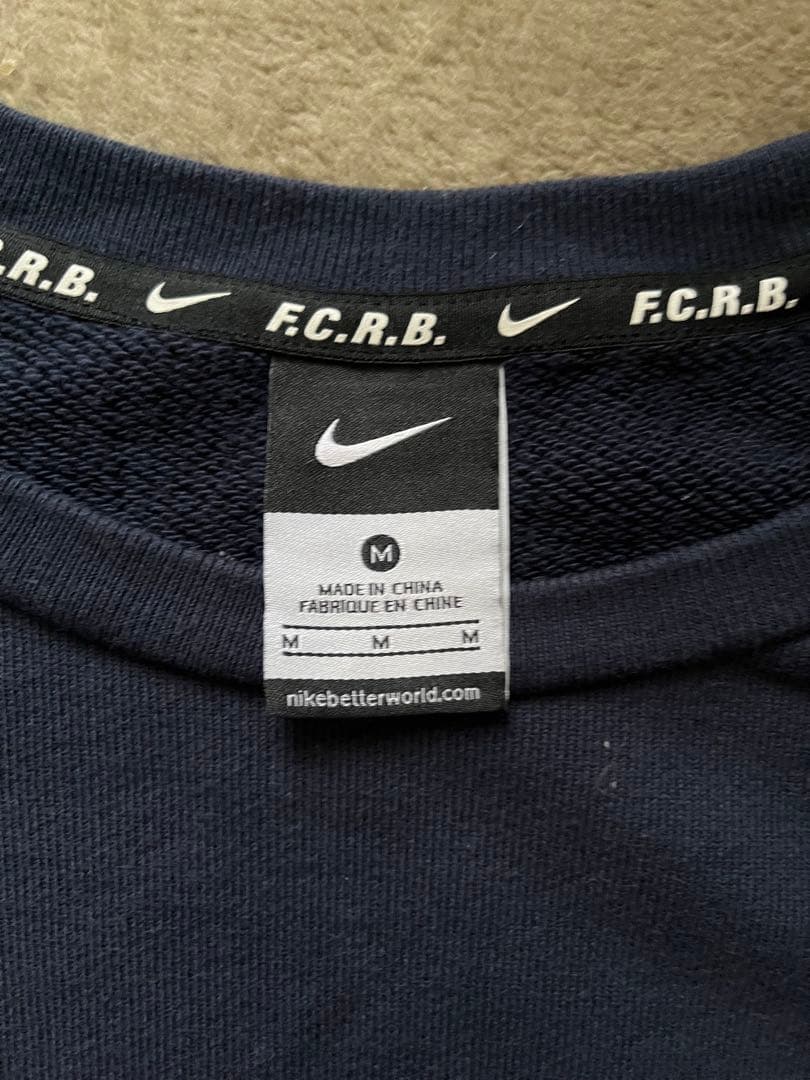 .R.B. F.C.R.B. F.C.R.B.
M
MADE IN CHINA
FABRIQUE EN CHINE
M M M
nikebetterworld.com